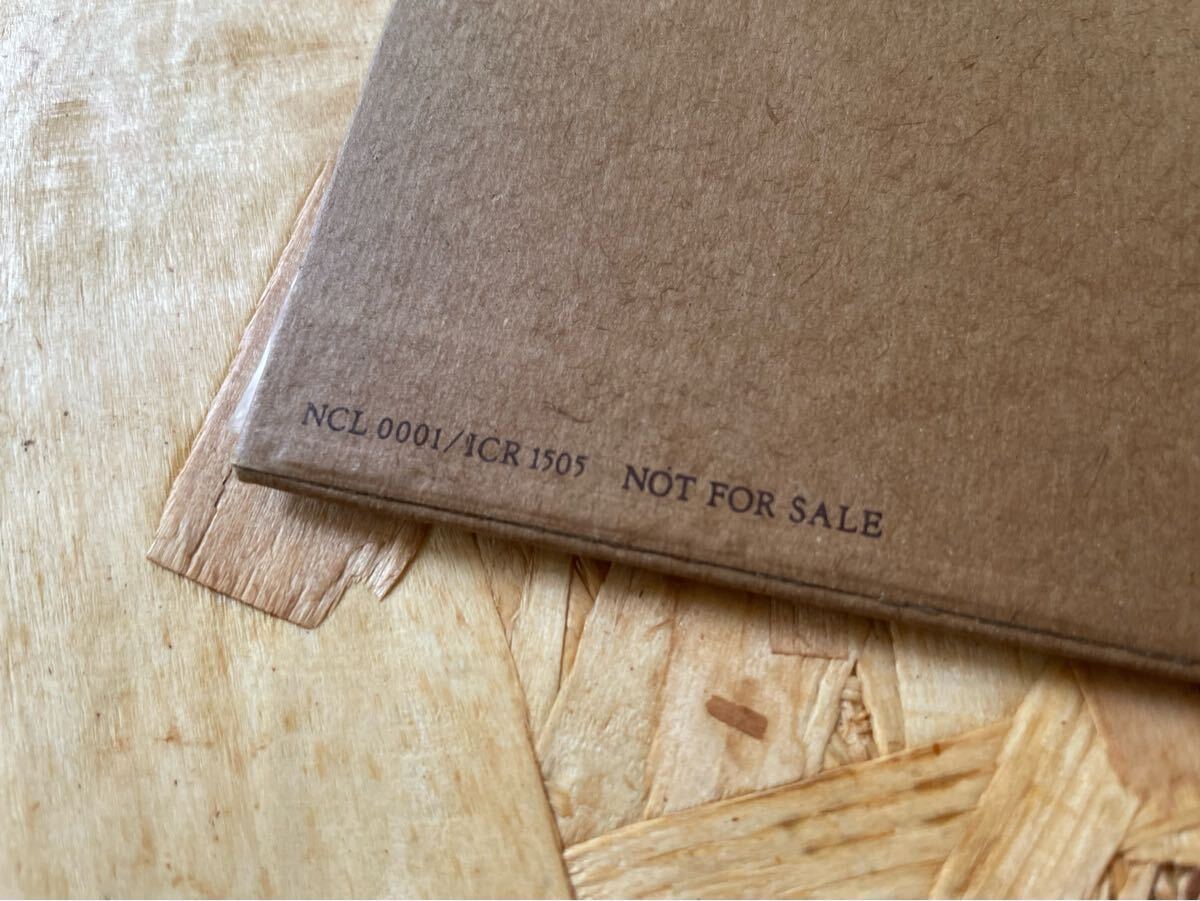 NCL 0001/ICR 1505 NOT FOR SALE